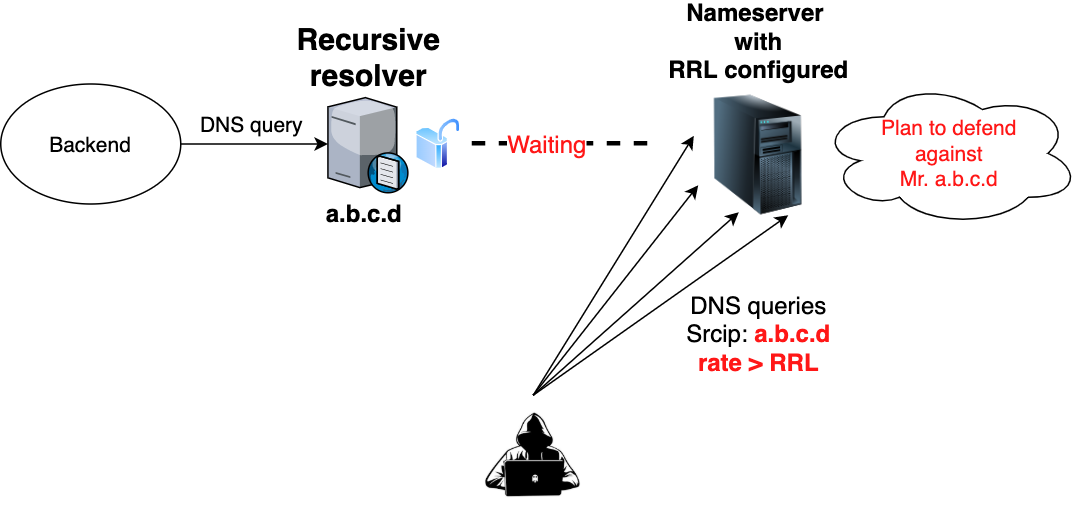 Nameserver
with
RRL configured
Recursive
resolver
Backend
DNS query
Waiting
a.b.c.d
Plan to defend
against
Mr. a.b.c.d
DNS queries
Srcip: a.b.c.d
rate > RRL